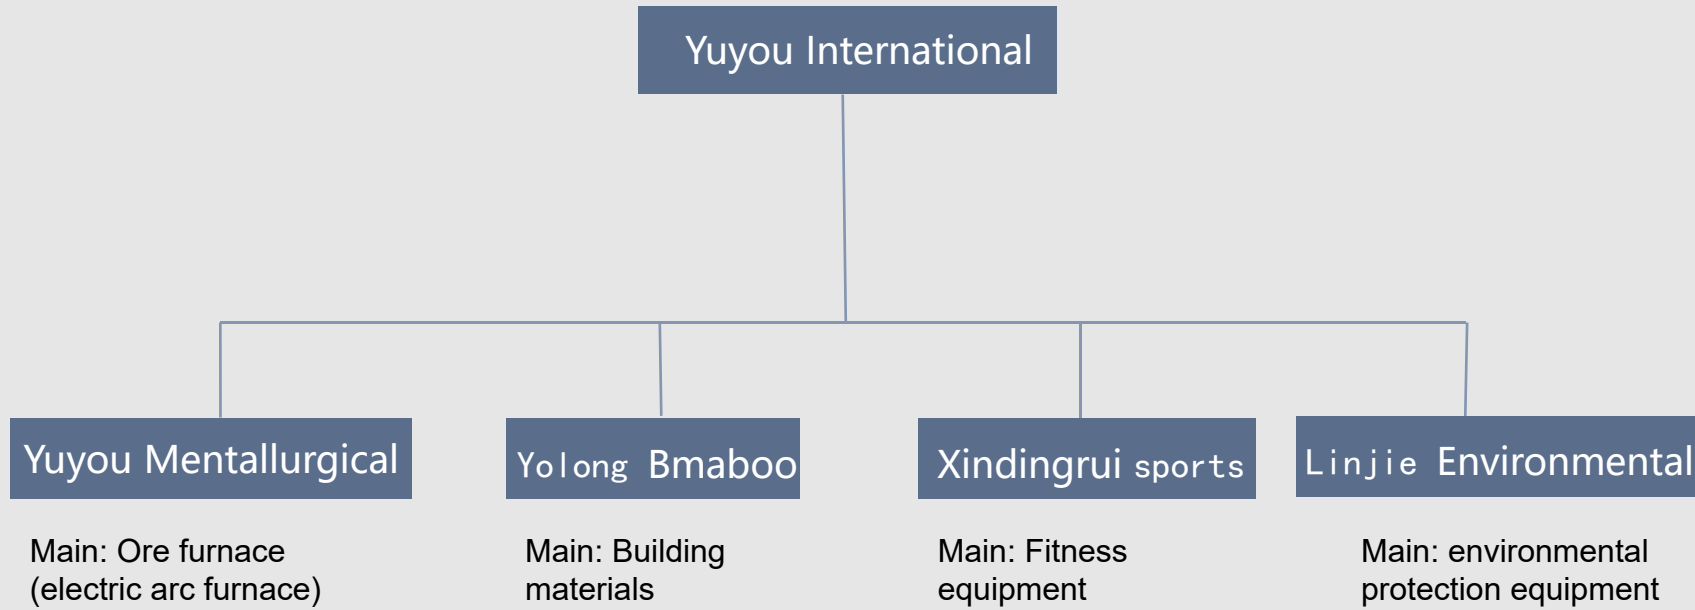 Yuyou International
Yuyou Mentallurgical
Yolong Bmaboo
Xindingrui sports
Linjie Environmental
Main: Ore furnace
(electric arc furnace)
Main: Building
materials
Main: Fitness
equipment
Main: environmental
protection equipment